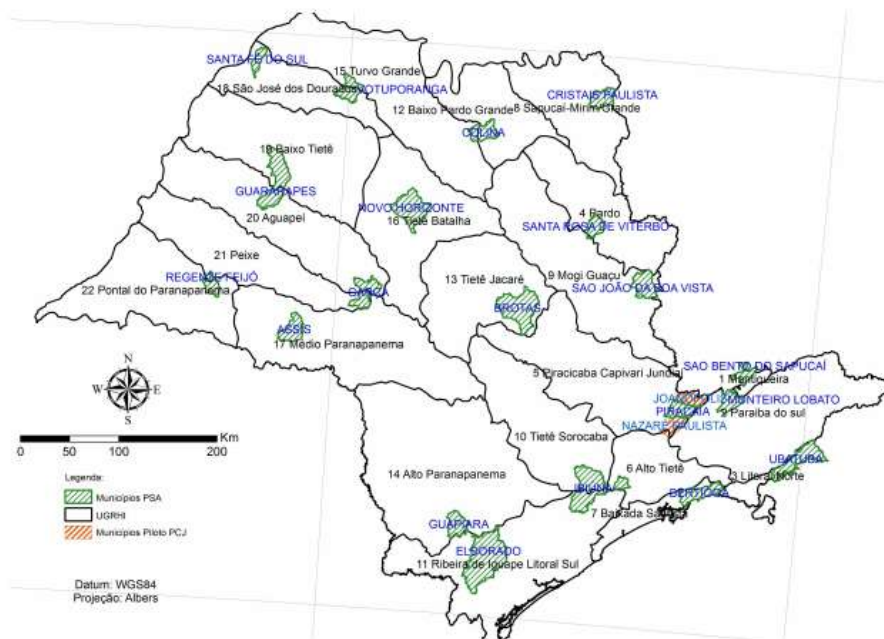 SANTA FÉ DO SUL
15 Turvo Grande
18 São José dos Dourados
VOTUPORANGA
CRISTAIS PAULISTA
12 Baixo Pardo Grande
8 Sapucaí-Mirim/Grande
COLINA
19 Baixo Tietê
GUARARAPES
NOVO HORIZONTE
16 Tietê Batalha
20 Aguapeí
4 Pardo
SANTA ROSA DE VITERBO
21 Peixe
REGENTE FEIJÓ
22 Pontal do Paranapanema
13 Tietê Jacaré
9 Mogi Guaçu
SAO JOÃO DA BOA VISTA
GARÇA
BROTAS
ASSIS
17 Médio Paranapanema
5 Piracicaba Capivari Jundiaí
SAO BENTO DO SAPUCAÍ
1 Mantiqueira
JOANOPOLIS
MONTEIRO LOBATO
PIRACAIA
2 Paraíba do sul
NAZARÉ PAULISTA
10 Tietê Sorocaba
14 Alto Paranapanema
6 Alto Tietê
UBATUBA
3 Litoral Norte
IBIUNA
BERTIOGA
7 Baixada Santista
GUAPIARA
ELDORADO
11 Ribeira de Iguape Litoral Sul
N
W
E
S
Km
0 50 100 200
Legenda:
Municípios PSA
UGRHI
Municípios Piloto PCJ
Datum: WGS84
Projeção: Albers